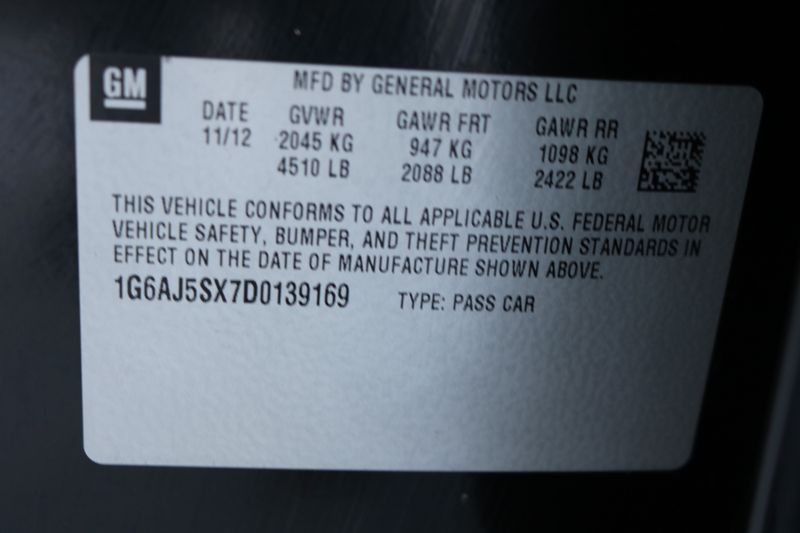 GM
MFD BY GENERAL MOTORS LLC
DATE GVWR GAWR FRT GAWR RR
11/12 2045 KG 947 KG 1098 KG
4510 LB 2088 LB 2422 LB
THIS VEHICLE CONFORMS TO ALL APPLICABLE U.S. FEDERAL MOTOR
VEHICLE SAFETY, BUMPER, AND THEFT PREVENTION STANDARDS IN
EFFECT ON THE DATE OF MANUFACTURE SHOWN ABOVE.
1G6AJ5SX7D0139169 TYPE: PASS CAR